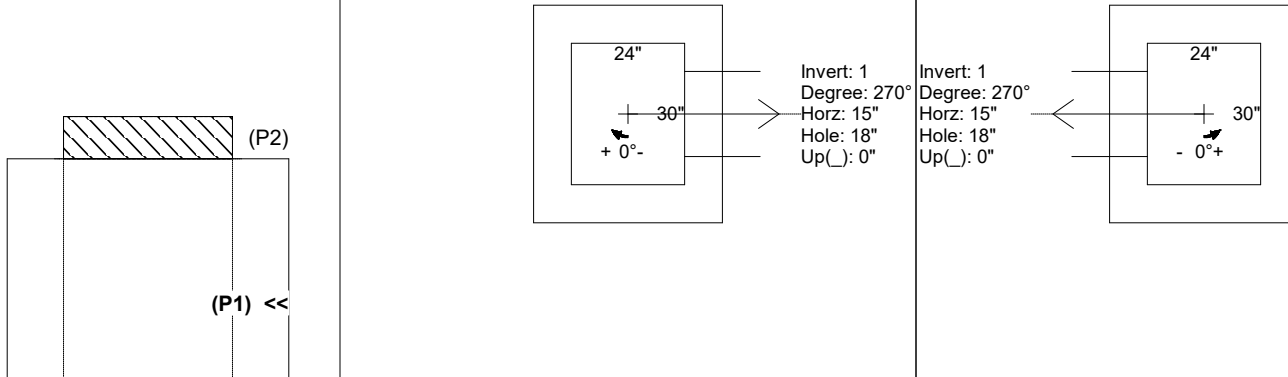 (P2)
(P1) <<
24"
30"
+ 0°-
Invert: 1
Degree: 270°
Horz: 15"
Hole: 18"
Up(_): 0"
Invert: 1
Degree: 270°
Horz: 15"
Hole: 18"
Up(_): 0"
24"
30"
- 0°+